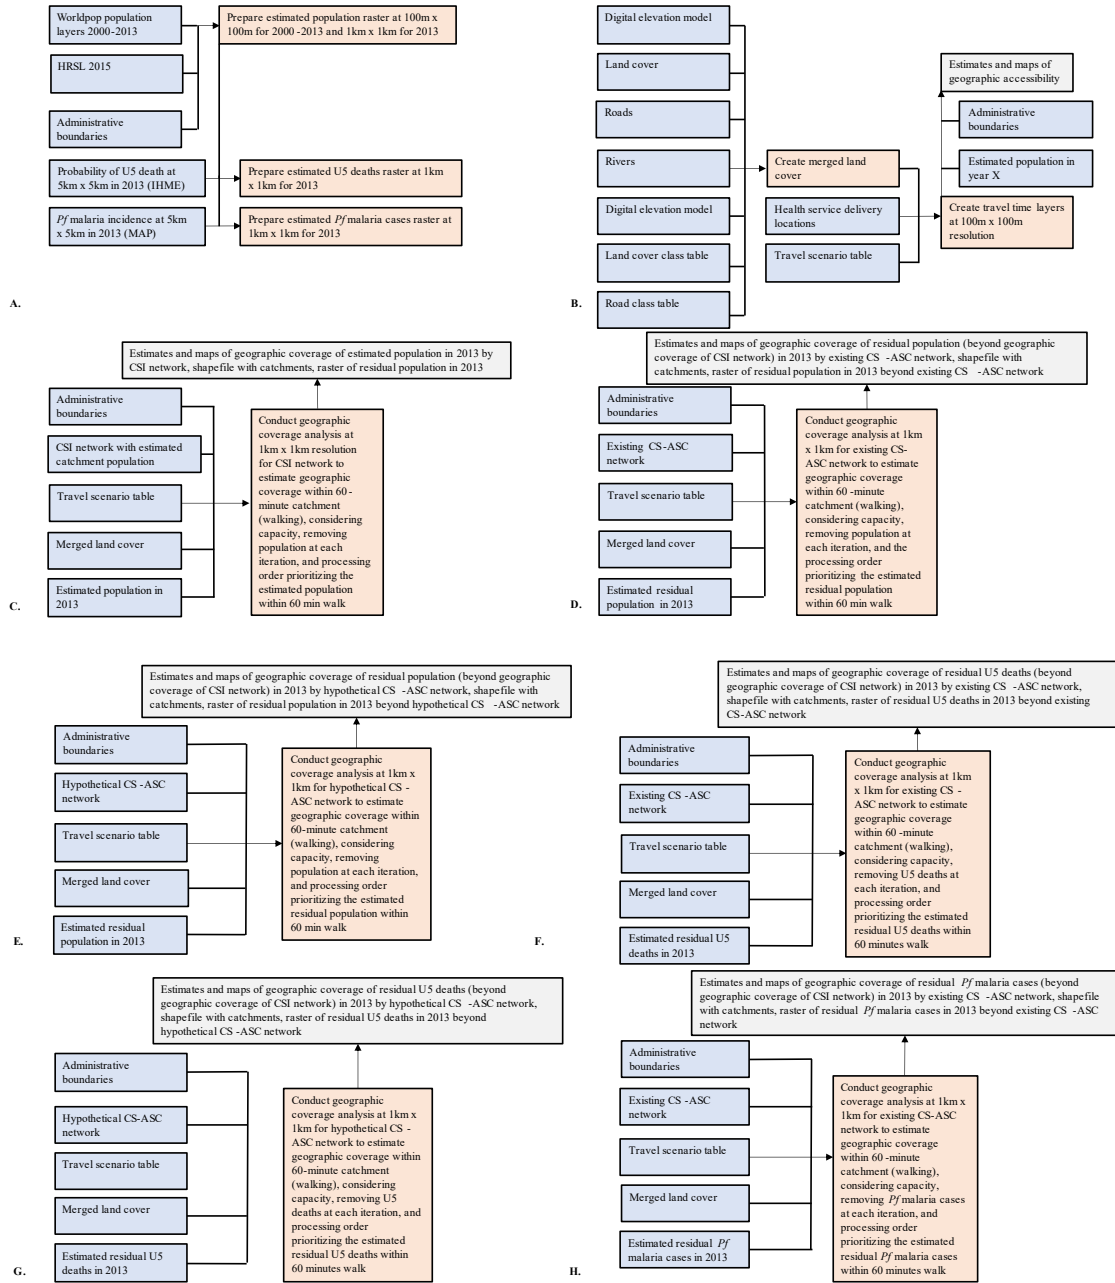 Worldpop population
layers 2000-2013
HRSL 2015
Administrative
boundaries
Probability of U5 death at
5km x 5km in 2013 (IHME)
Pf malaria incidence at 5km
x 5km in 2013 (MAP)
Prepare estimated population raster at 100m x
100m for 2000 -2013 and 1km x 1km for 2013
Prepare estimated U5 deaths raster at 1km
x 1km for 2013
Prepare estimated Pf malaria cases raster at
1km x 1km for 2013
A.
Digital elevation model
Land cover
Roads
Rivers
Digital elevation model
Land cover class table
Road class table
Create merged land
cover
Health service delivery
locations
Travel scenario table
Estimates and maps of
geographic accessibility
Administrative
boundaries
Estimated population in
year X
Create travel time layers
at 100m x 100m
resolution
B.
Estimates and maps of geographic coverage of estimated population in 2013 by
CSI network, shapefile with catchments, raster of residual population in 2013
Administrative
boundaries
CSI network with estimated
catchment population
Travel scenario table
Merged land cover
Estimated population in
2013
Conduct geographic
coverage analysis at
1km x 1km resolution
for CSI network to
estimate geographic
coverage within 60 -
minute catchment
(walking), considering
capacity, removing
population at each
iteration, and processing
order prioritizing the
estimated population
within 60 min walk
C.
Estimates and maps of geographic coverage of residual population (beyond geographic
coverage of CSI network) in 2013 by existing CS -ASC network, shapefile with
catchments, raster of residual population in 2013 beyond existing CS -ASC network
Administrative
boundaries
Existing CS-ASC
network
Travel scenario table
Merged land cover
Estimated residual
population in 2013
Conduct geographic
coverage analysis at 1km
x 1km for existing CS-
ASC network to estimate
geographic coverage
within 60 -minute
catchment (walking),
considering capacity,
removing population at
each iteration, and the
processing order
prioritizing the estimated
residual population
within 60 min walk
D.
Estimates and maps of geographic coverage of residual population (beyond geographic
coverage of CSI network) in 2013 by hypothetical CS -ASC network, shapefile with
catchments, raster of residual population in 2013 beyond hypothetical CS -ASC network
Administrative
boundaries
Hypothetical CS -ASC
network
Travel scenario table
Merged land cover
Estimated residual
population in 2013
Conduct geographic
coverage analysis at 1km x
1km for hypothetical CS -
ASC network to estimate
geographic coverage within
60-minute catchment
(walking), considering
capacity, removing
population at each iteration,
and processing order
prioritizing the estimated
residual population within
60 min walk
E.
Estimates and maps of geographic coverage of residual U5 deaths (beyond
geographic coverage of CSI network) in 2013 by existing CS -ASC network,
shapefile with catchments, raster of residual U5 deaths in 2013 beyond existing
CS-ASC network
Administrative
boundaries
Existing CS -ASC
network
Travel scenario table
Merged land cover
Estimated residual U5
deaths in 2013
Conduct geographic
coverage analysis at 1km
x 1km for existing CS -
ASC network to estimate
geographic coverage
within 60 -minute
catchment (walking),
considering capacity,
removing U5 deaths at
each iteration, and
processing order
prioritizing the estimated
residual U5 deaths within
60 minutes walk
F.
Estimates and maps of geographic coverage of residual U5 deaths (beyond
geographic coverage of CSI network) in 2013 by hypothetical CS -ASC network,
shapefile with catchments, raster of residual U5 deaths in 2013 beyond
hypothetical CS -ASC network
Administrative
boundaries
Hypothetical CS-ASC
network
Travel scenario table
Merged land cover
Estimated residual U5
deaths in 2013
Conduct geographic
coverage analysis at 1km x
1km for hypothetical CS -
ASC network to estimate
geographic coverage within
60-minute catchment
(walking), considering
capacity, removing U5
deaths at each iteration, and
processing order
prioritizing the estimated
residual U5 deaths within
60 minutes walk
G.
Estimates and maps of geographic coverage of residual Pf malaria cases (beyond
geographic coverage of CSI network) in 2013 by existing CS -ASC network, shapefile
with catchments, raster of residual Pf malaria cases in 2013 beyond existing CS -ASC
network
Administrative
boundaries
Existing CS -ASC
network
Travel scenario table
Merged land cover
Estimated residual Pf
malaria cases in 2013
Conduct geographic
coverage analysis at 1km x
1km for existing CS-ASC
network to estimate
geographic coverage
within 60 -minute
catchment (walking),
considering capacity,
removing Pf malaria cases
at each iteration, and
processing order
prioritizing the estimated
residual Pf malaria cases
within 60 minutes walk
H.